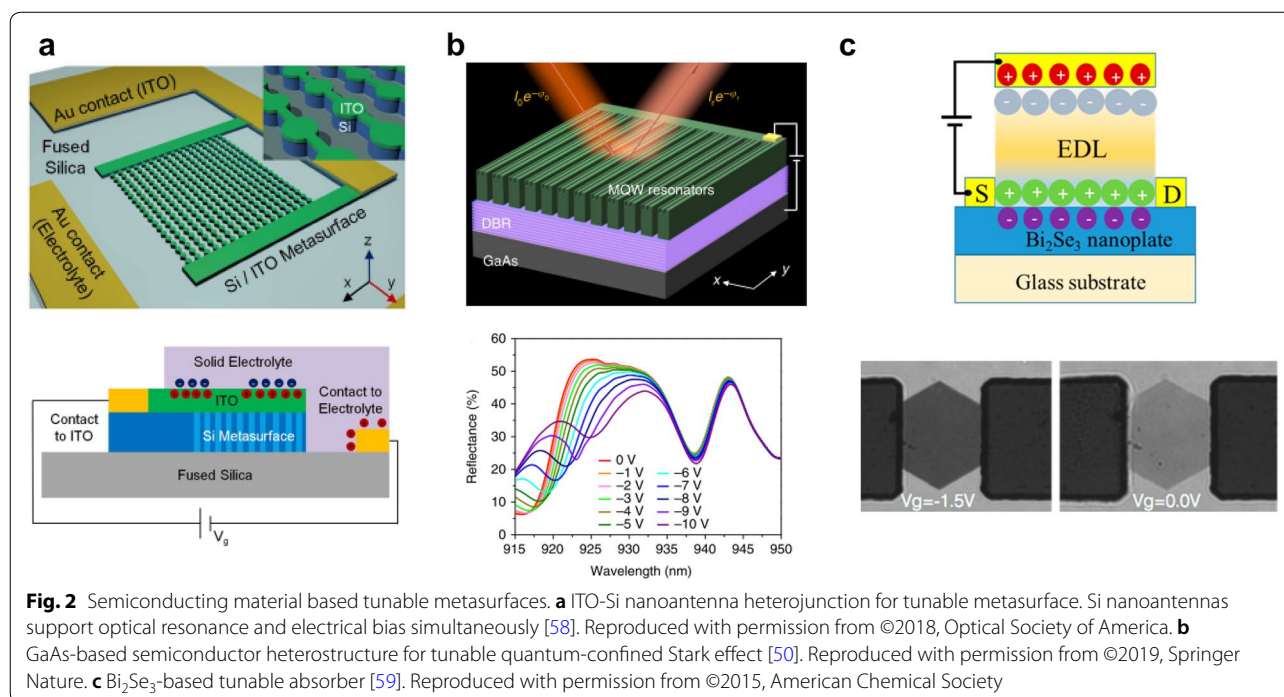 a
Au contact (ITO)
Fused
Silica
Au contact
(Electrolyte)
ITO
Si
Si / ITO Metasurface
z
x
y
Solid Electrolyte
ITO
Contact
to ITO
Si Metasurface
Contact to
Electrolyte
Fused Silica
Vg
b
I₀e^-φ₀
MQW resonators
DBR
GaAs
x
y
Reflectance (%)
60
50
40
30
20
10
0
0 V
−1 V
−2 V
−3 V
−4 V
−5 V
−6 V
−7 V
−8 V
−9 V
−10 V
915 920 925 930 935 940 945 950
Wavelength (nm)
c
+ + + + + +
- - - - - -
EDL
S + + + + + + D
- - - - - -
Bi₂Se₃ nanoplate
Glass substrate
Vg=-1.5V
Vg=0.0V
Fig. 2 Semiconducting material based tunable metasurfaces. a ITO-Si nanoantenna heterojunction for tunable metasurface. Si nanoantennas
support optical resonance and electrical bias simultaneously [58]. Reproduced with permission from ©2018, Optical Society of America. b
GaAs-based semiconductor heterostructure for tunable quantum-confined Stark effect [50]. Reproduced with permission from ©2019, Springer
Nature. c Bi₂Se₃-based tunable absorber [59]. Reproduced with permission from ©2015, American Chemical Society